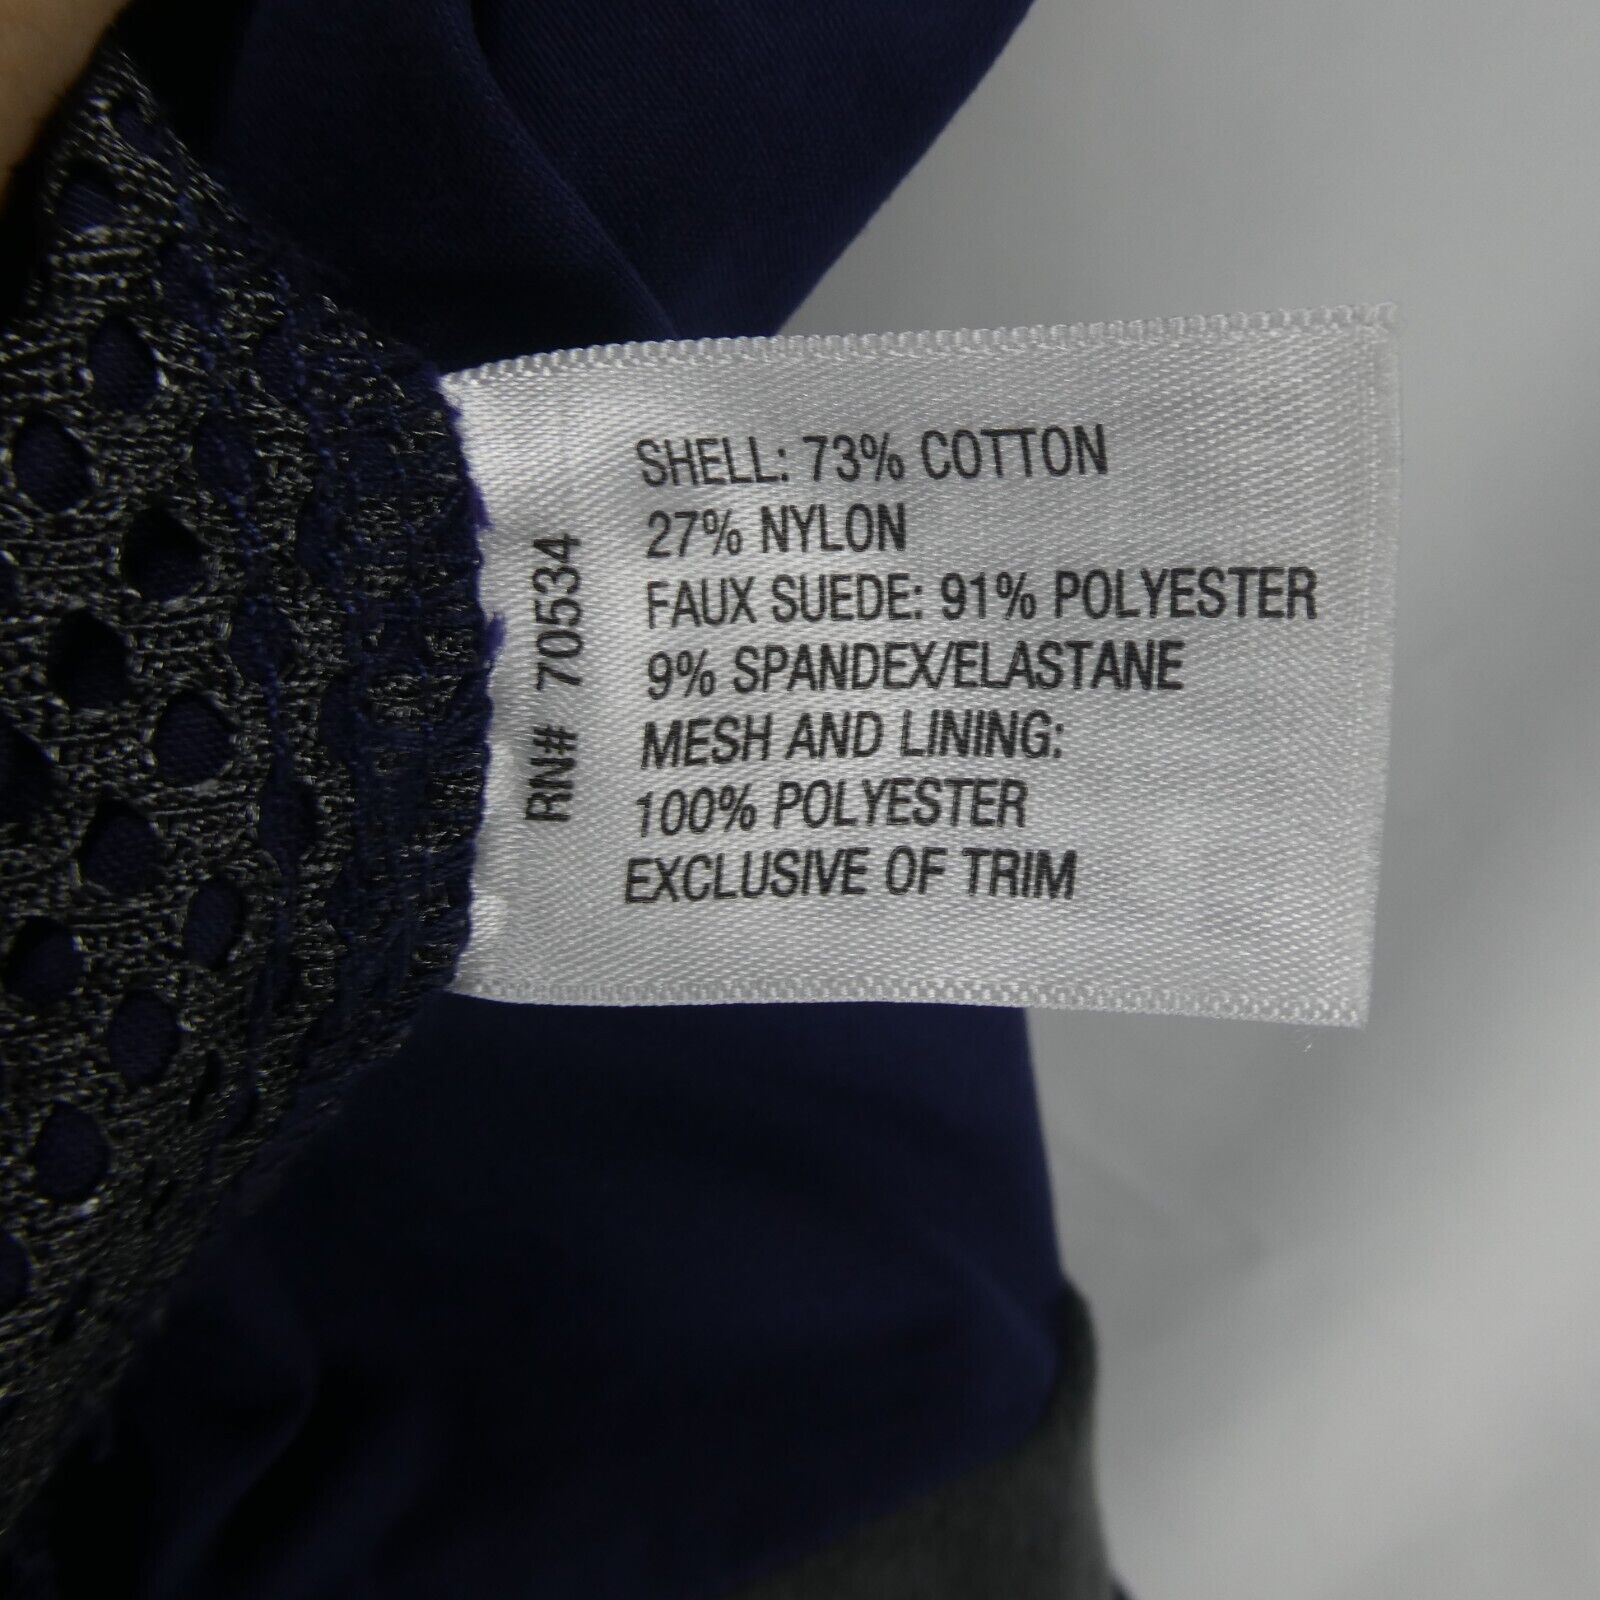 SHELL: 73% COTTON
27% NYLON
FAUX SUEDE: 91% POLYESTER
9% SPANDEX/ELASTANE
MESH AND LINING:
100% POLYESTER
EXCLUSIVE OF TRIM
RN# 70534